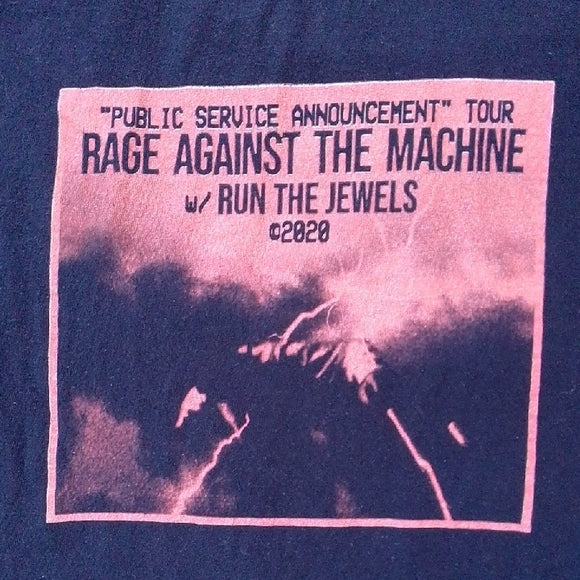 "PUBLIC SERVICE ANNOUNCEMENT" TOUR
RAGE AGAINST THE MACHINE
w/ RUN THE JEWELS
©2020